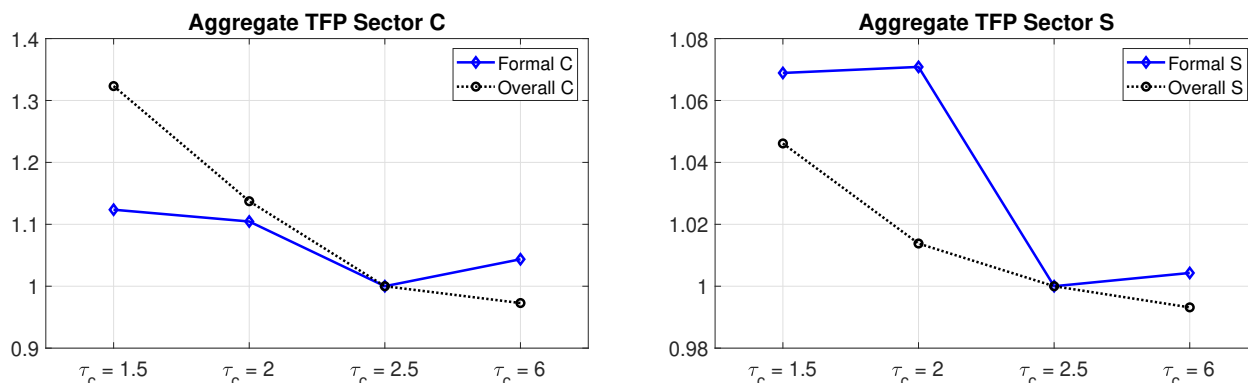 Aggregate TFP Sector C
1.4
1.3
1.2
1.1
1
0.9
Formal C
Overall C
τc = 1.5 τc = 2 τc = 2.5 τc = 6
Aggregate TFP Sector S
1.08
1.06
1.04
1.02
1
0.98
Formal S
Overall S
τc = 1.5 τc = 2 τc = 2.5 τc = 6